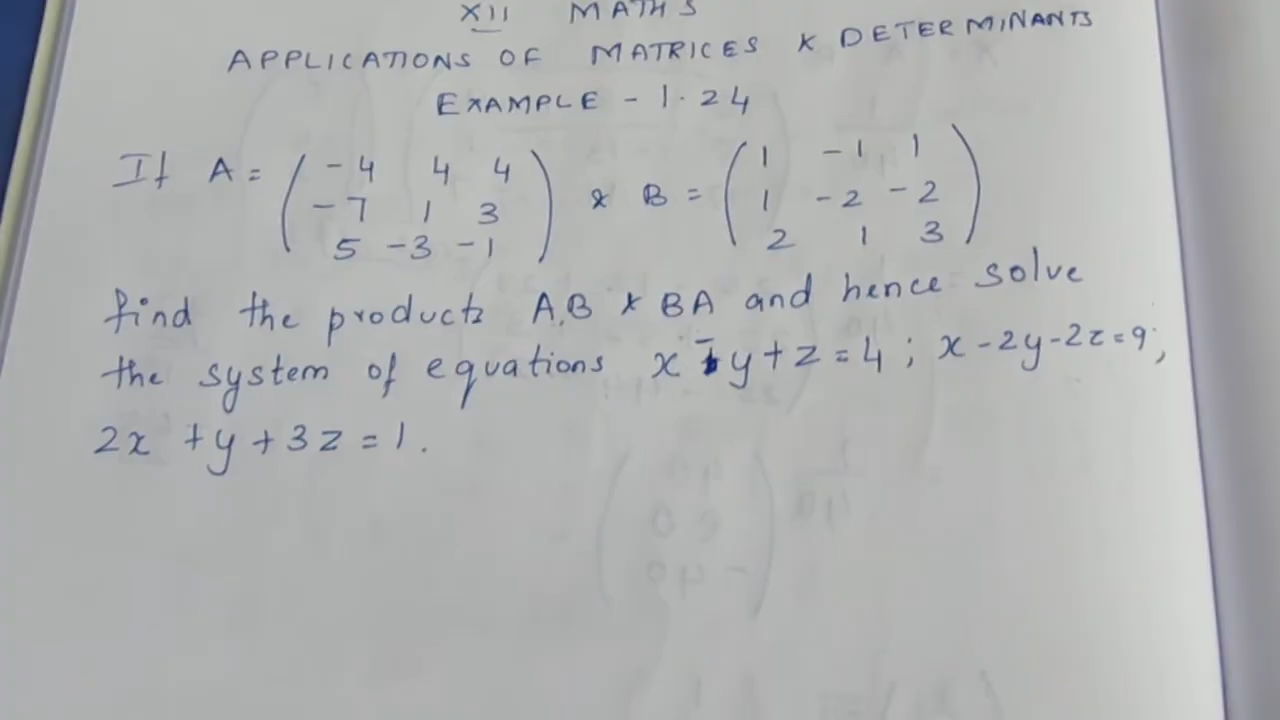 XII MATHS
APPLICATIONS OF MATRICES & DETERMINANTS
EXAMPLE - 1.24
If A = ( -4 4 4
-7 1 3
5 -3 -1 ) & B = ( 1 -1 1
1 -2 -2
2 1 3 )
find the products A.B & BA and hence solve
the system of equations x - y + z = 4 ; x - 2y - 2z = 9 ;
2x + y + 3z = 1.